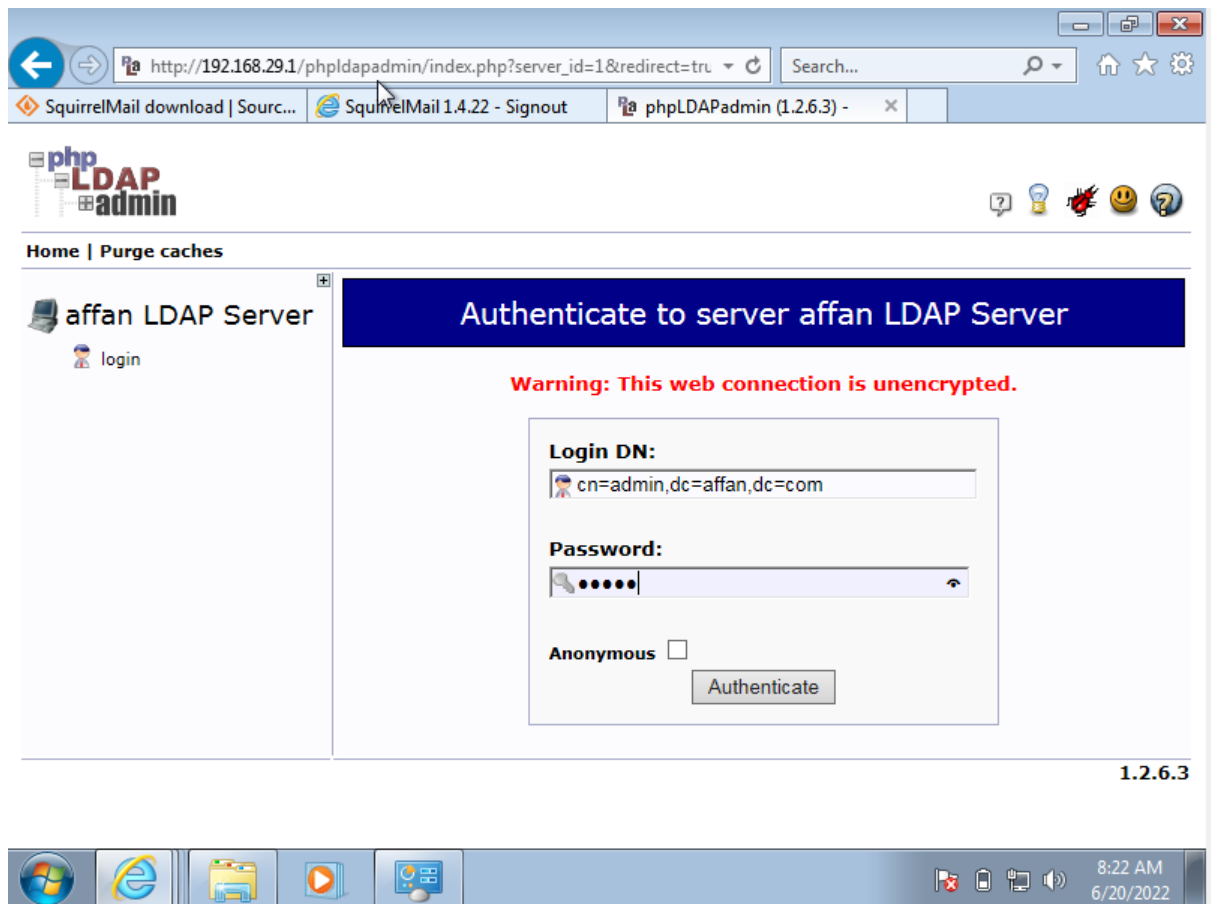 http://192.168.29.1/phpldapadmin/index.php?server_id=1&redirect=tru
Search...
SquirrelMail download | Sourc...
SquirrelMail 1.4.22 - Signout
phpLDAPadmin (1.2.6.3) -
php
LDAP
admin
Home | Purge caches
affan LDAP Server
login
Authenticate to server affan LDAP Server
Warning: This web connection is unencrypted.
Login DN:
cn=admin,dc=affan,dc=com
Password:
•••••
Anonymous
Authenticate
1.2.6.3
8:22 AM
6/20/2022